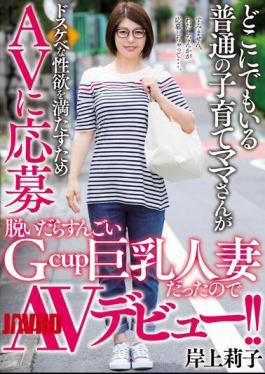 どこにでもいる
普通の子育てママさんが
ドスケベな性欲を満たすため
AVに応募
脱いだらすんごい
Gcup巨乳人妻
だったので
AVデビュー!!
岸上莉子